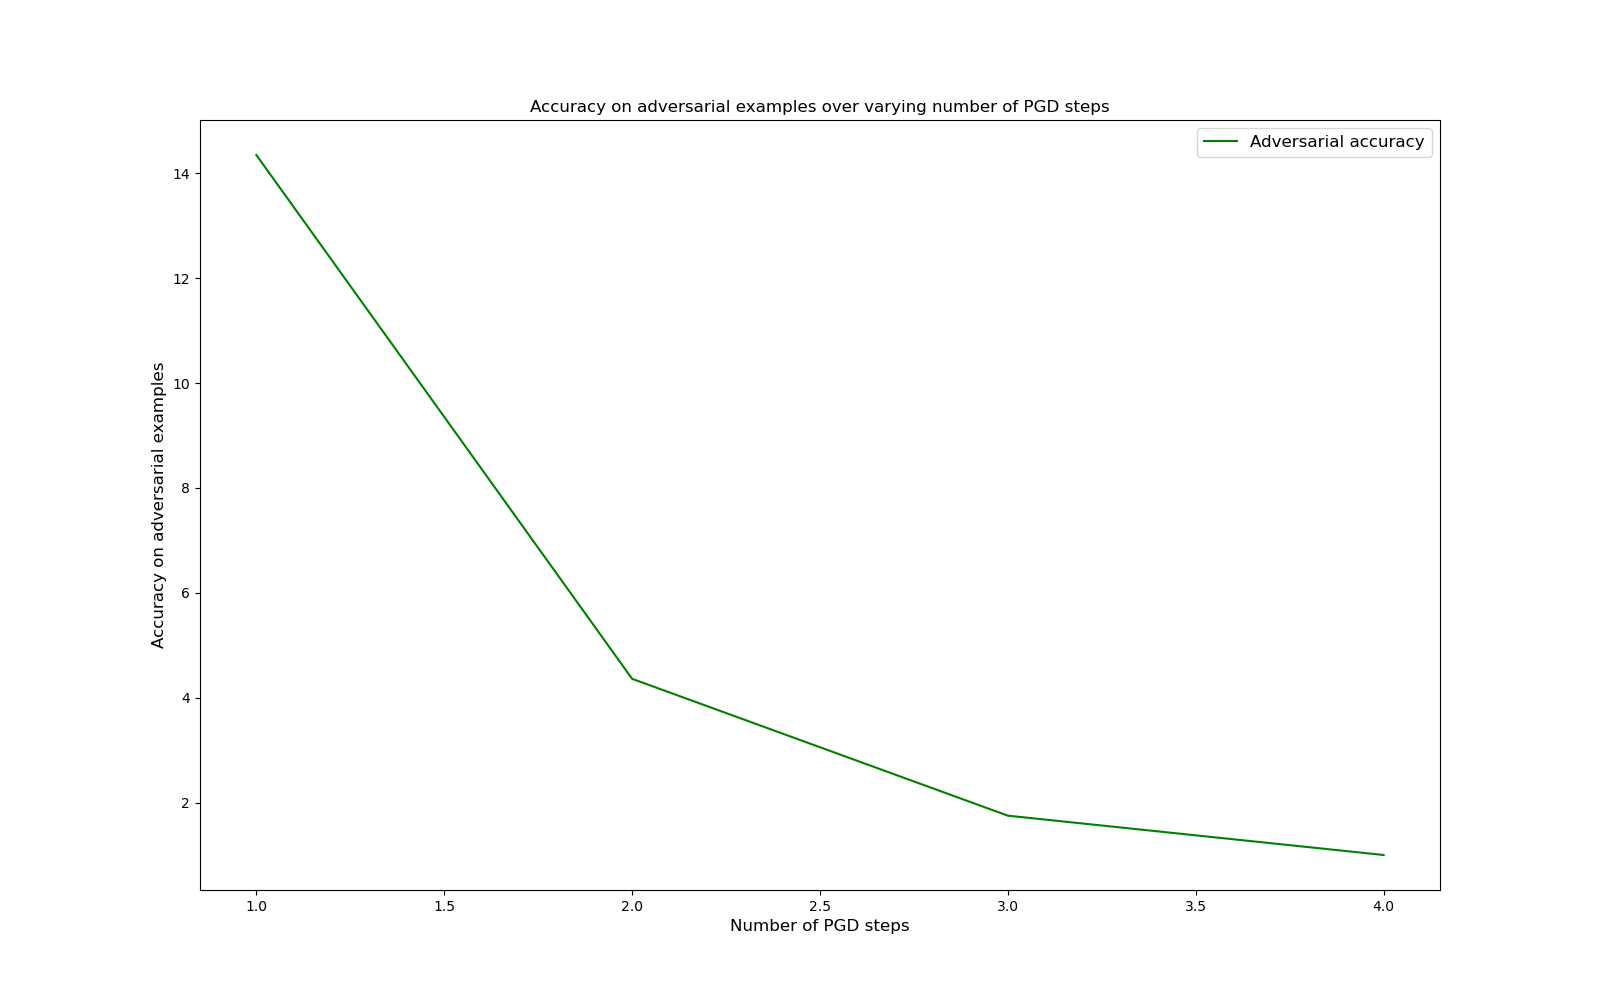 Accuracy on adversarial examples over varying number of PGD steps
Adversarial accuracy
Accuracy on adversarial examples
14
12
10
8
6
4
2
1.0 1.5 2.0 2.5 3.0 3.5 4.0
Number of PGD steps